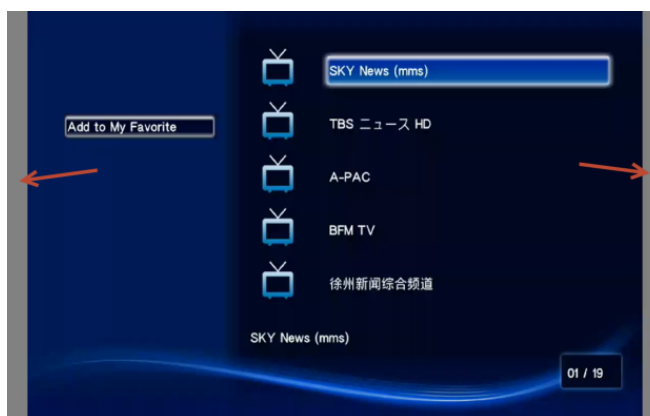 SKY News (mms)
Add to My Favorite
TBS ニュース HD
A-PAC
BFM TV
徐州新闻综合频道
SKY News (mms)
01 / 19